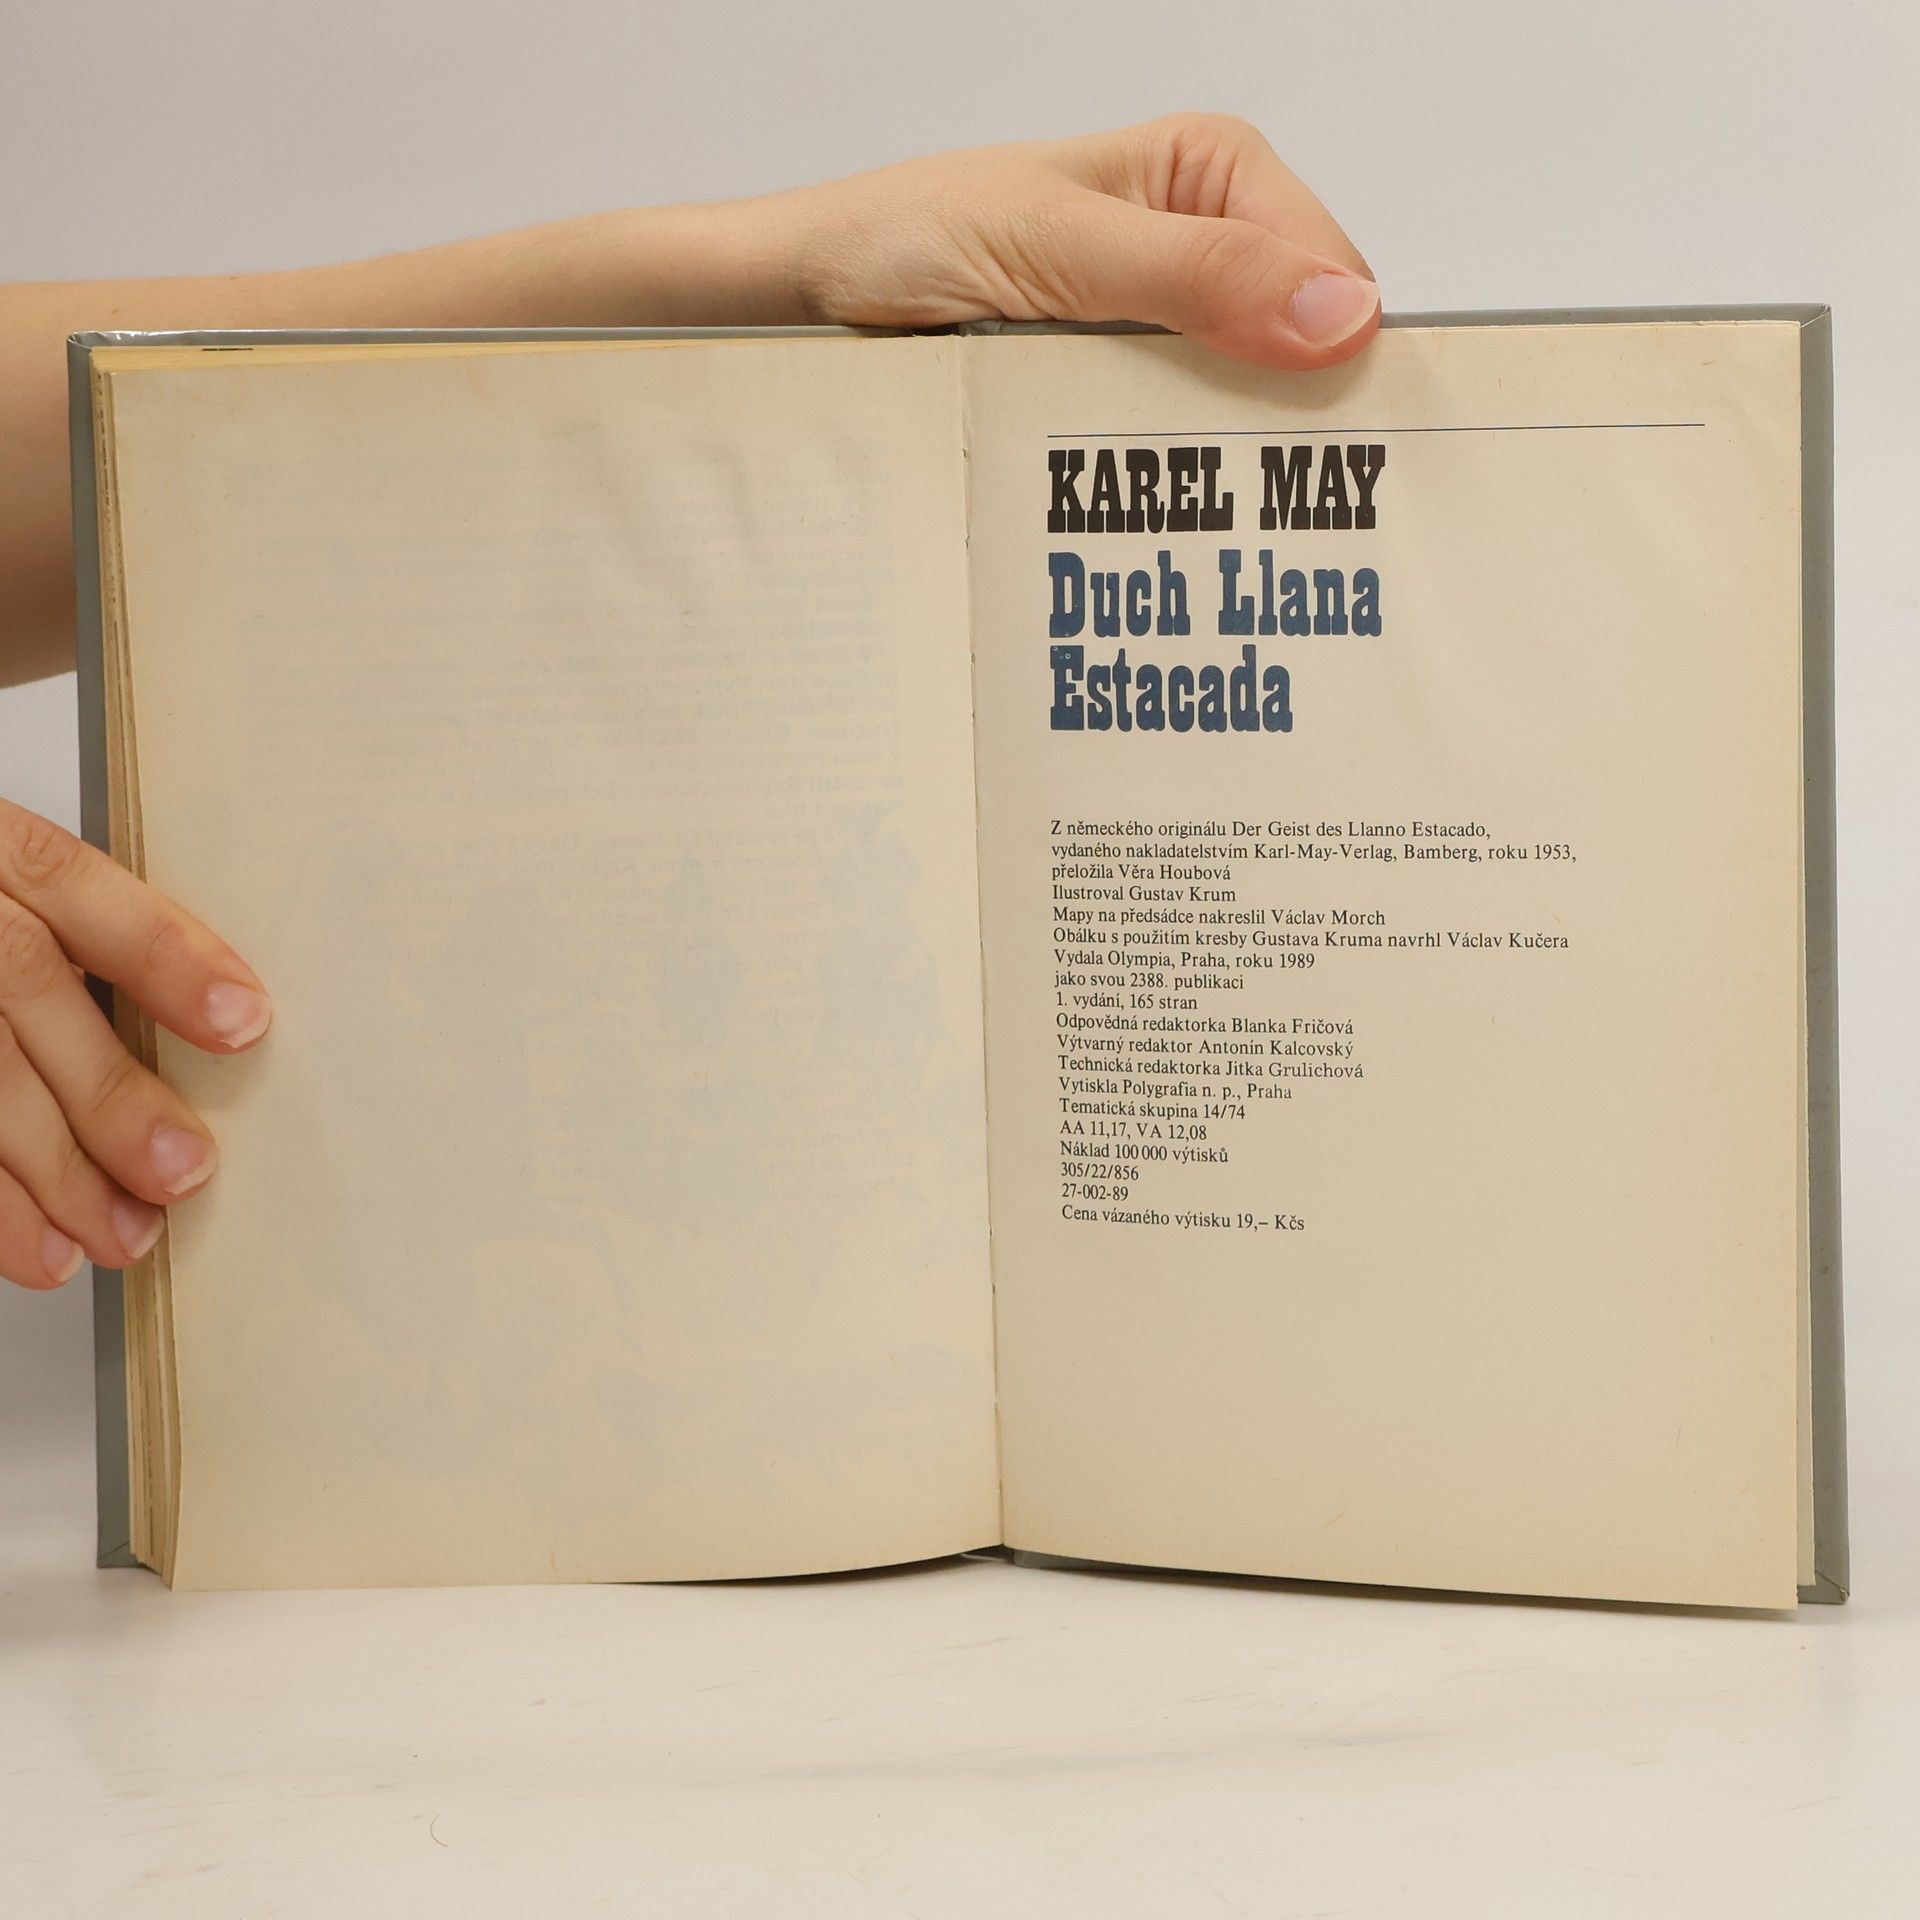 KAREL MAY
Duch Llana
Estacada
Z německého originálu Der Geist des Llanno Estacado,
vydaného nakladatelstvím Karl-May-Verlag, Bamberg, roku 1953,
přeložila Věra Houbová
Ilustroval Gustav Krum
Mapy na předsádce nakreslil Václav Morch
Obálku s použitím kresby Gustava Kruma navrhl Václav Kučera
Vydala Olympia, Praha, roku 1989
jako svou 2388. publikaci
1. vydání, 165 stran
Odpovědná redaktorka Blanka Fričová
Výtvarný redaktor Antonín Kalcovský
Technická redaktorka Jitka Grulichová
Vytiskla Polygrafia n. p., Praha
Tematická skupina 14/74
AA 11,17, VA 12,08
Náklad 100 000 výtisků
305/22/856
27-002-89
Cena vázaného výtisku 19,– Kčs